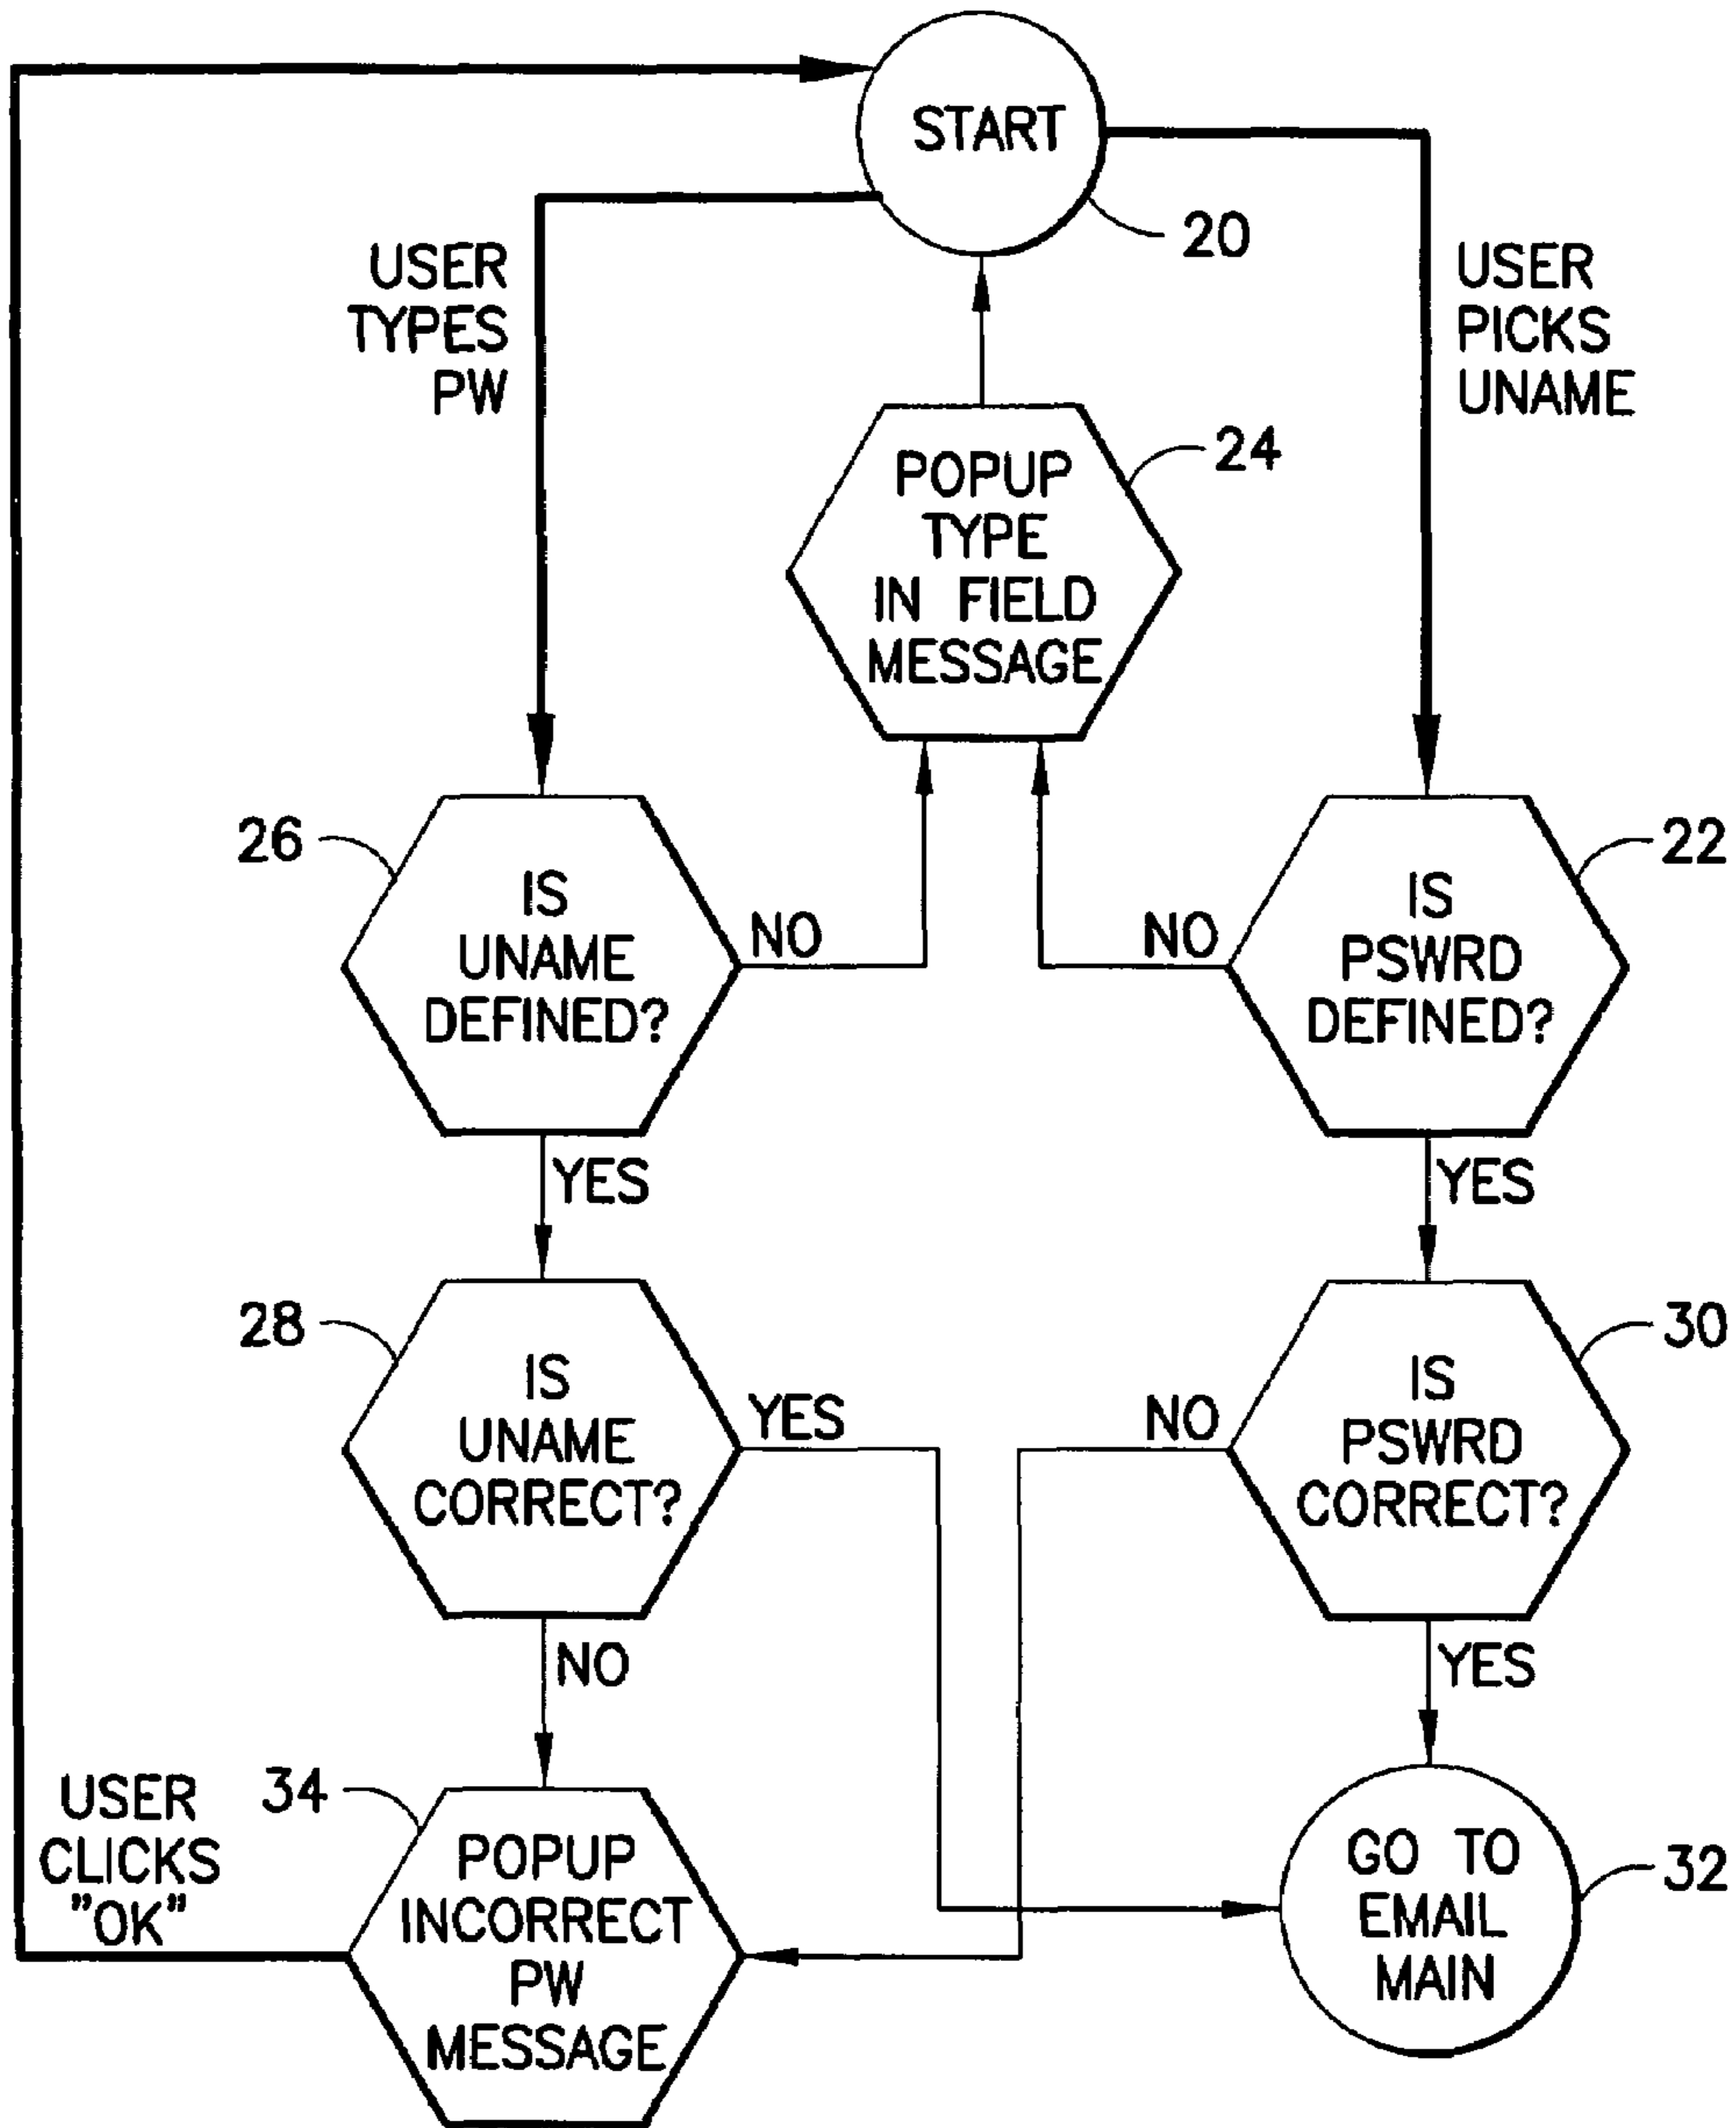 START
20
USER
TYPES
PW
USER
PICKS
UNAME
POPUP
TYPE
IN FIELD
MESSAGE
24
26
IS
UNAME
DEFINED?
NO
NO
IS
PSWRD
DEFINED?
22
YES
YES
28
IS
UNAME
CORRECT?
YES
NO
IS
PSWRD
CORRECT?
30
NO
YES
USER
CLICKS
"OK"
34
POPUP
INCORRECT
PW
MESSAGE
GO TO
EMAIL
MAIN
32